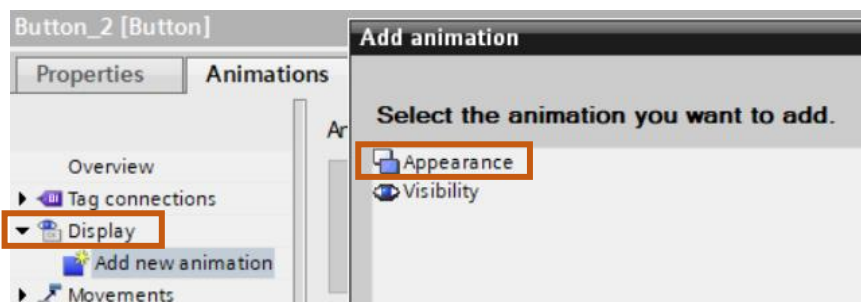 Button_2 [Button]
Properties
Animations
Overview
Tag connections
Display
Add new animation
Movements
Add animation
Select the animation you want to add.
Appearance
Visibility